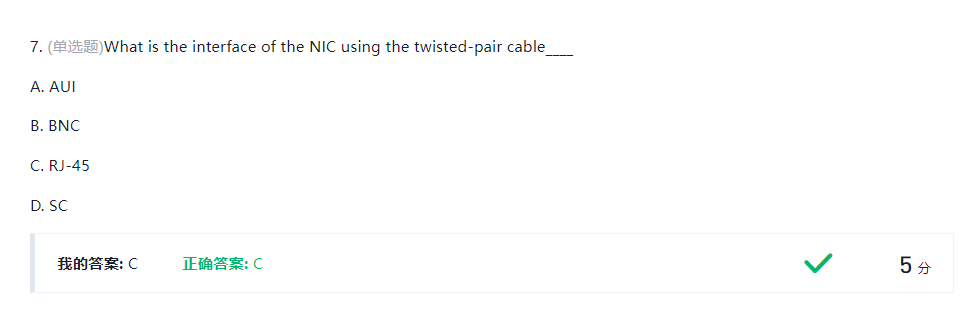 7. (单选题)What is the interface of the NIC using the twisted-pair cable____
A. AUI
B. BNC
C. RJ-45
D. SC
我的答案: C 正确答案: C 5 分